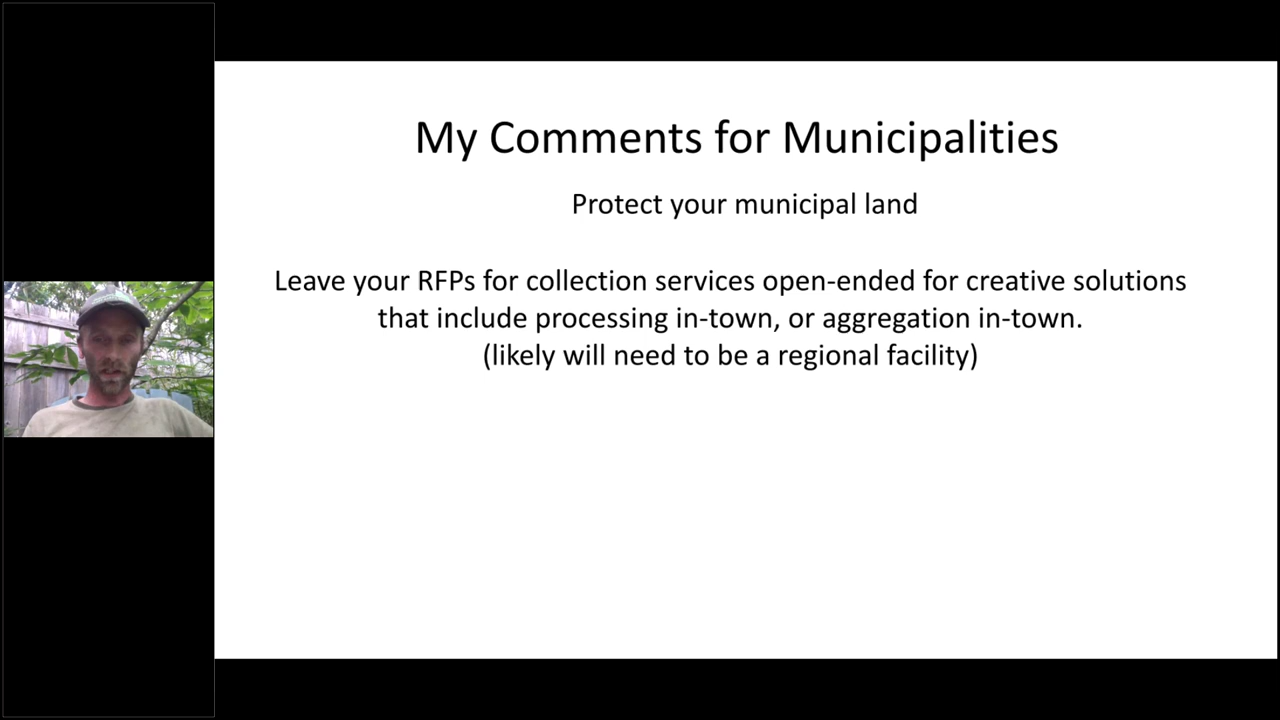 My Comments for Municipalities
Protect your municipal land
Leave your RFPs for collection services open-ended for creative solutions
that include processing in-town, or aggregation in-town.
(likely will need to be a regional facility)